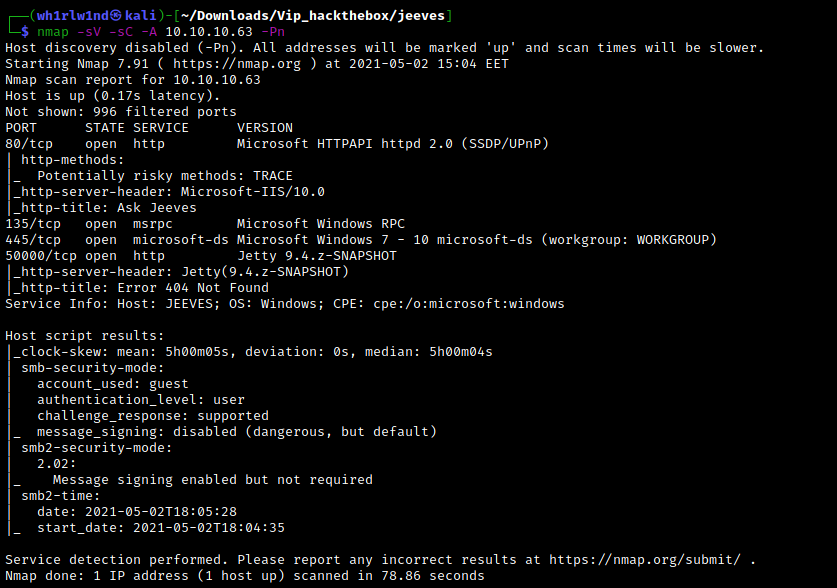 ┌──(wh1rlw1nd㉿kali)-[~/Downloads/Vip_hackthebox/jeeves]
└─$ nmap -sV -sC -A 10.10.10.63 -Pn
Host discovery disabled (-Pn). All addresses will be marked 'up' and scan times will be slower.
Starting Nmap 7.91 ( https://nmap.org ) at 2021-05-02 15:04 EET
Nmap scan report for 10.10.10.63
Host is up (0.17s latency).
Not shown: 996 filtered ports
PORT      STATE SERVICE      VERSION
80/tcp    open  http         Microsoft HTTPAPI httpd 2.0 (SSDP/UPnP)
| http-methods:
|_  Potentially risky methods: TRACE
|_http-server-header: Microsoft-IIS/10.0
|_http-title: Ask Jeeves
135/tcp   open  msrpc        Microsoft Windows RPC
445/tcp   open  microsoft-ds Microsoft Windows 7 - 10 microsoft-ds (workgroup: WORKGROUP)
50000/tcp open  http         Jetty 9.4.z-SNAPSHOT
|_http-server-header: Jetty(9.4.z-SNAPSHOT)
|_http-title: Error 404 Not Found
Service Info: Host: JEEVES; OS: Windows; CPE: cpe:/o:microsoft:windows

Host script results:
|_clock-skew: mean: 5h00m05s, deviation: 0s, median: 5h00m04s
| smb-security-mode:
|   account_used: guest
|   authentication_level: user
|   challenge_response: supported
|_  message_signing: disabled (dangerous, but default)
| smb2-security-mode:
|   2.02:
|_    Message signing enabled but not required
| smb2-time:
|   date: 2021-05-02T18:05:28
|_  start_date: 2021-05-02T18:04:35

Service detection performed. Please report any incorrect results at https://nmap.org/submit/ .
Nmap done: 1 IP address (1 host up) scanned in 78.86 seconds